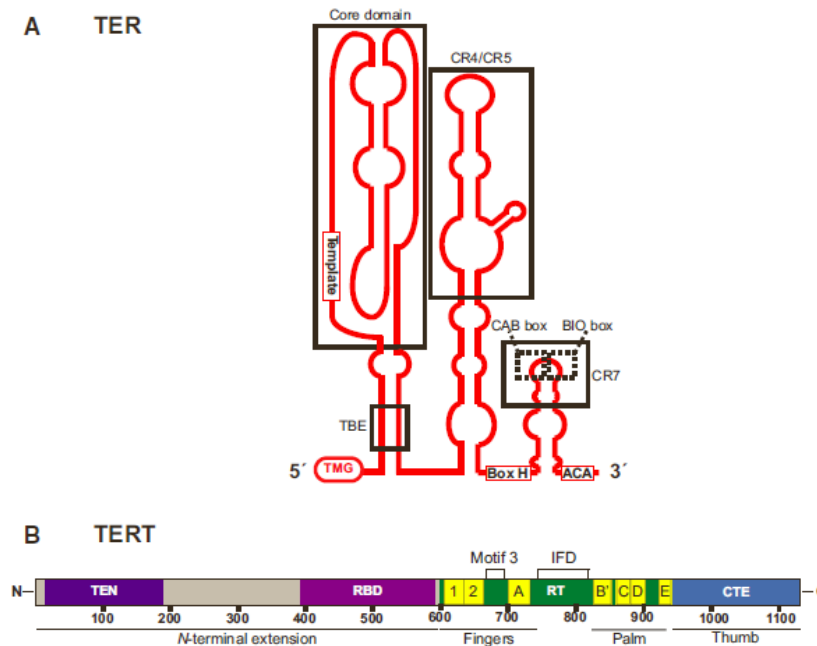 A TER
Core domain
CR4/CR5
Template
CAB box BIO box
CR7
TBE
5´ TMG Box H ACA 3´
B TERT
Motif 3 IFD
N TEN RBD 1 2 A RT B' C D E CTE
100 200 300 400 500 600 700 800 900 1000 1100
N-terminal extension Fingers Palm Thumb